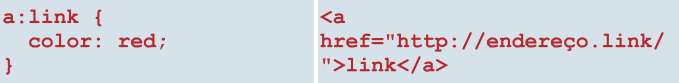 a:link {
  color: red;
}
<a
href="http://endereço.link/
">link</a>